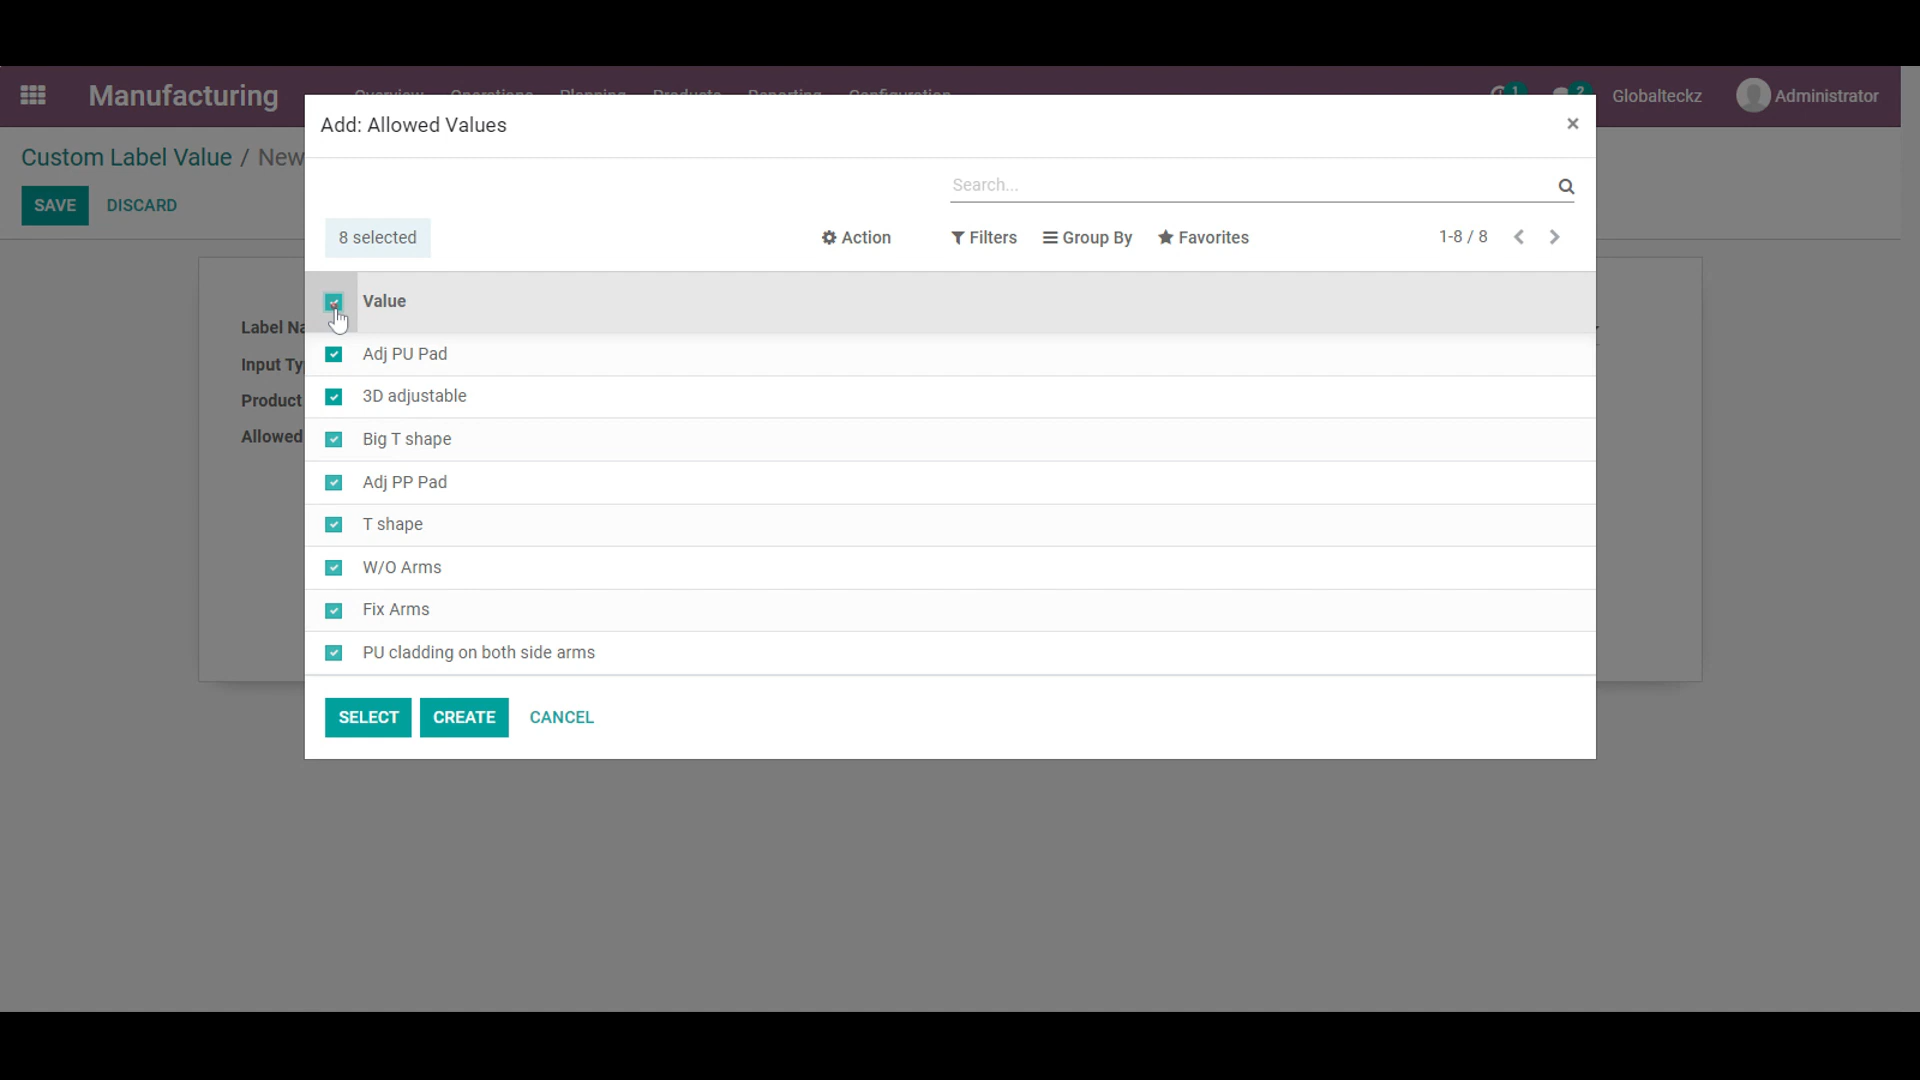 Manufacturing
Overview Operations Planning Products Reporting Configuration
1 2 Globalteckz Administrator
Add: Allowed Values ×
Custom Label Value / New
Search...
SAVE DISCARD
8 selected Action Filters Group By Favorites 1-8 / 8
Value
Label Na
Adj PU Pad
Input Ty
3D adjustable
Product
Big T shape
Allowed
Adj PP Pad
T shape
W/O Arms
Fix Arms
PU cladding on both side arms
SELECT CREATE CANCEL